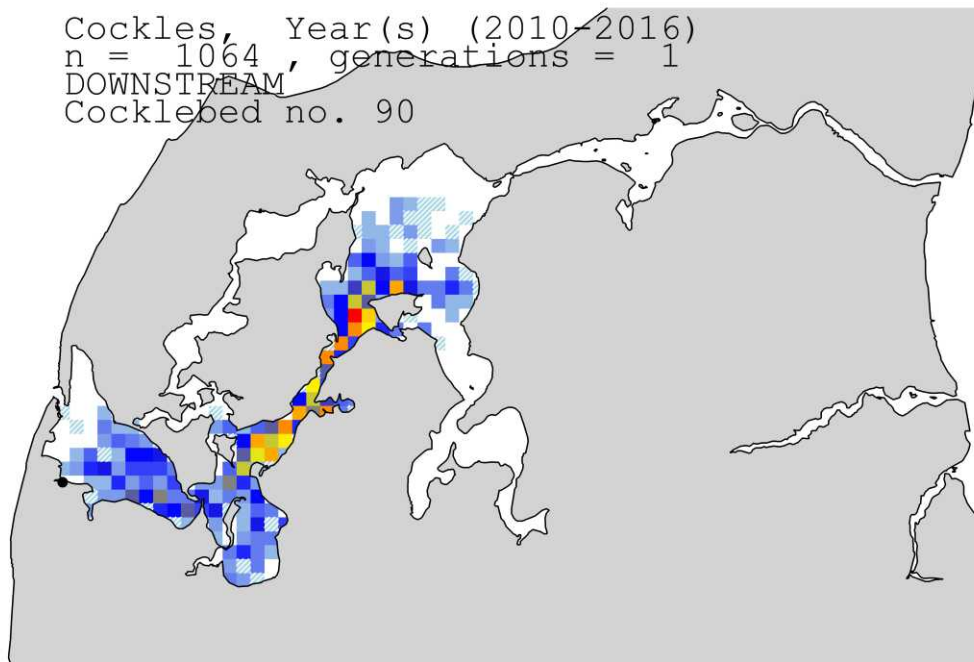 Cockles, Year(s) (2010-2016)
n = 1064 , generations = 1
DOWNSTREAM
Cocklebed no. 90